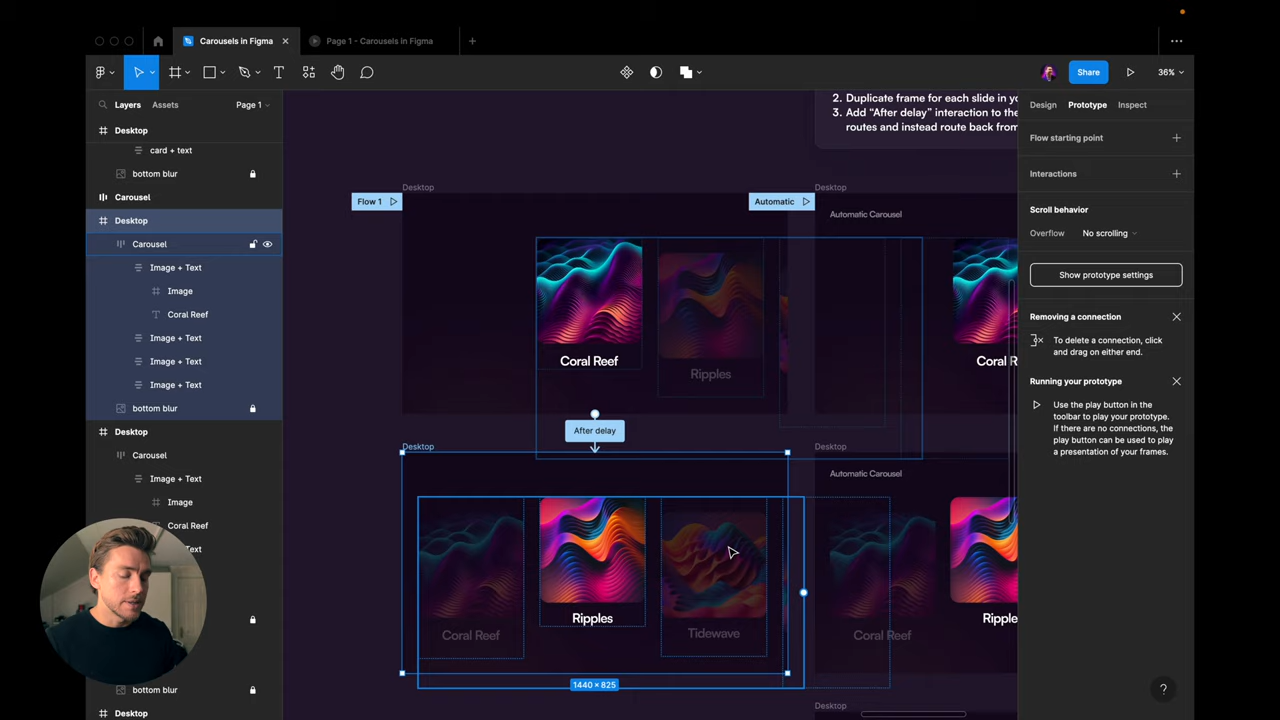 Carousels in Figma
Page 1 - Carousels in Figma
Share
36%
Layers
Assets
Page 1
Design
Prototype
Inspect
Desktop
card + text
bottom blur
Carousel
Desktop
Carousel
Image + Text
Image
Coral Reef
Image + Text
Image + Text
Image + Text
bottom blur
Desktop
Carousel
Image + Text
Image
Coral Reef
bottom blur
Desktop
2. Duplicate frame for each slide in yo
3. Add “After delay” interaction to the
routes and instead route back from
Desktop
Flow 1
Coral Reef
Ripples
After delay
Desktop
Automatic
Automatic Carousel
Coral R
Desktop
Coral Reef
Ripples
Tidewave
1440 × 825
Desktop
Automatic Carousel
Coral Reef
Ripple
Desktop
Flow starting point
Interactions
Scroll behavior
Overflow
No scrolling
Show prototype settings
Removing a connection
To delete a connection, click
and drag on either end.
Running your prototype
Use the play button in the
toolbar to play your prototype.
If there are no connections, the
play button can be used to play
a presentation of your frames.
?